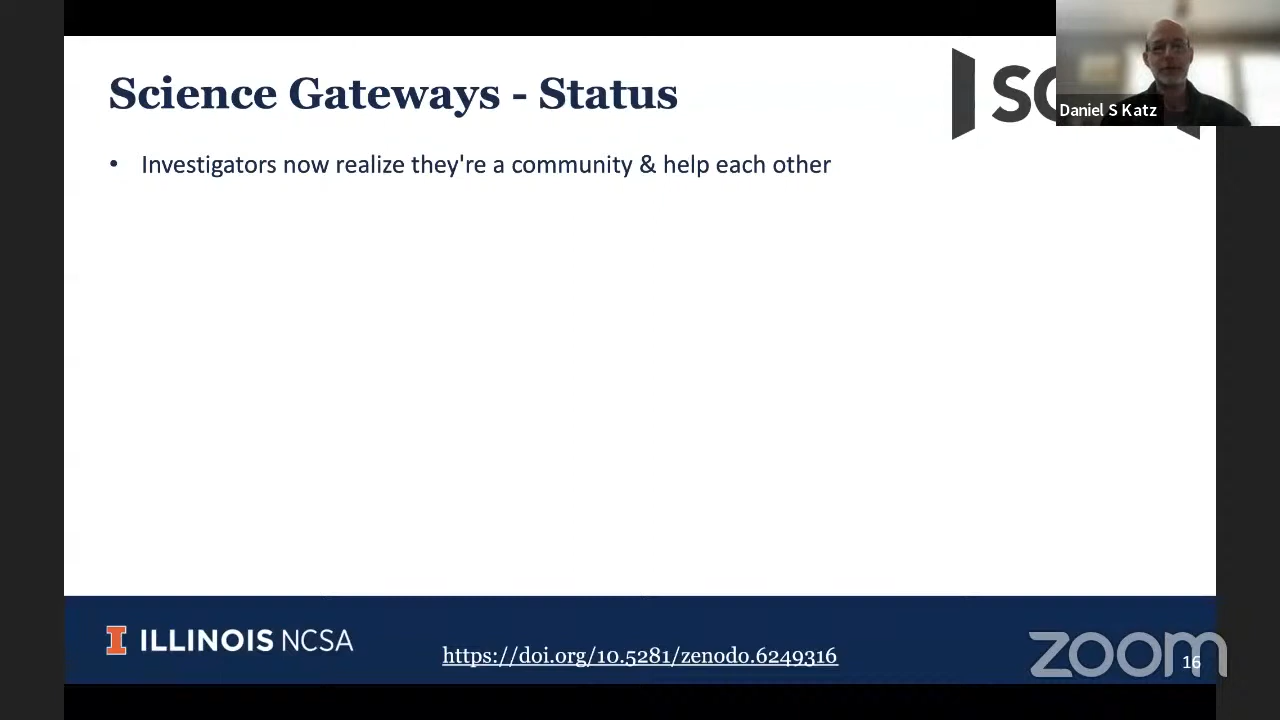 Science Gateways - Status
Daniel S Katz
• Investigators now realize they're a community & help each other
I ILLINOIS NCSA
https://doi.org/10.5281/zenodo.6249316
zoom
16